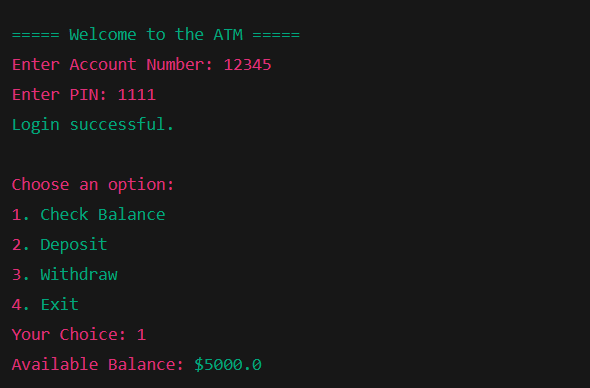 ===== Welcome to the ATM =====
Enter Account Number: 12345
Enter PIN: 1111
Login successful.
Choose an option:
1. Check Balance
2. Deposit
3. Withdraw
4. Exit
Your Choice: 1
Available Balance: $5000.0